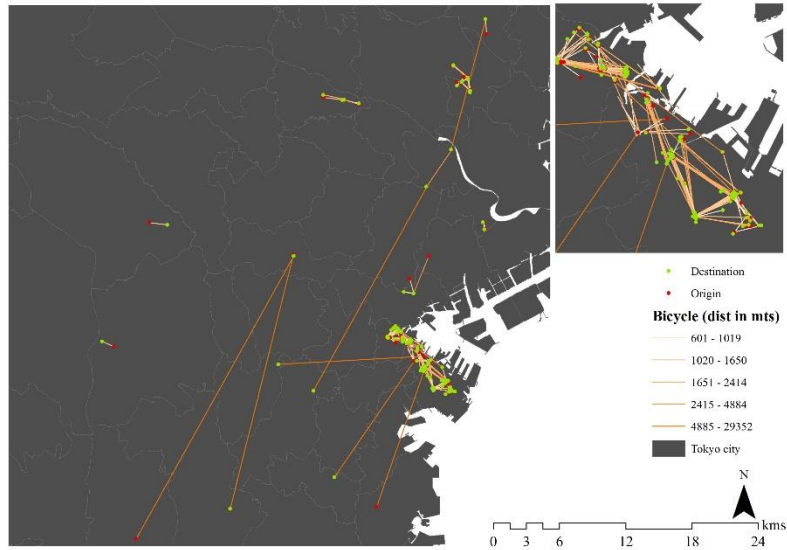 Destination
Origin
Bicycle (dist in mts)
601 - 1019
1020 - 1650
1651 - 2414
2415 - 4884
4885 - 29352
Tokyo city
N
kms
0 3 6 12 18 24